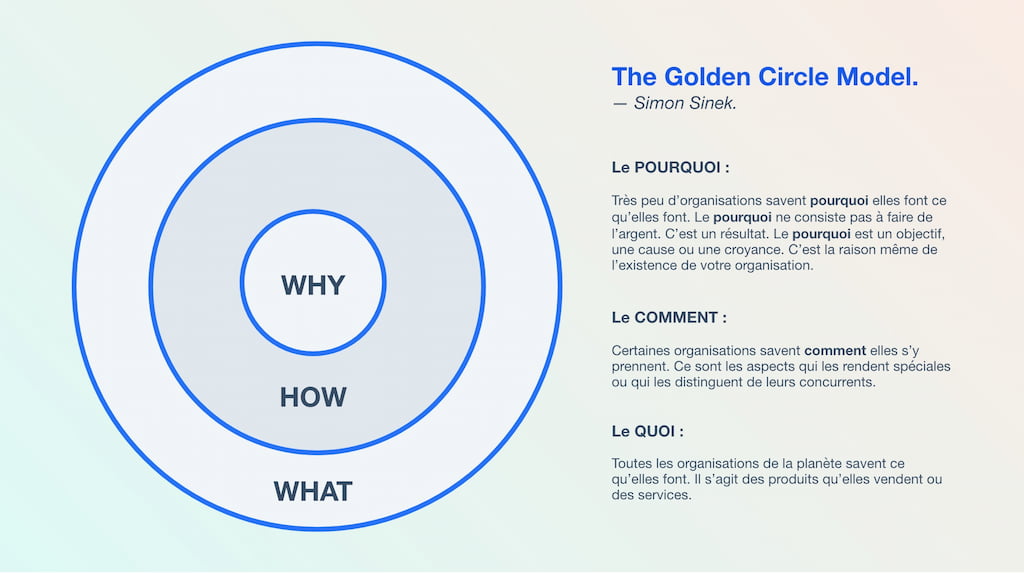 WHY
HOW
WHAT
The Golden Circle Model.
— Simon Sinek.
Le POURQUOI :
Très peu d’organisations savent pourquoi elles font ce
qu’elles font. Le pourquoi ne consiste pas à faire de
l’argent. C’est un résultat. Le pourquoi est un objectif,
une cause ou une croyance. C’est la raison même de
l’existence de votre organisation.
Le COMMENT :
Certaines organisations savent comment elles s’y
prennent. Ce sont les aspects qui les rendent spéciales
ou qui les distinguent de leurs concurrents.
Le QUOI :
Toutes les organisations de la planète savent ce
qu’elles font. Il s’agit des produits qu’elles vendent ou
des services.